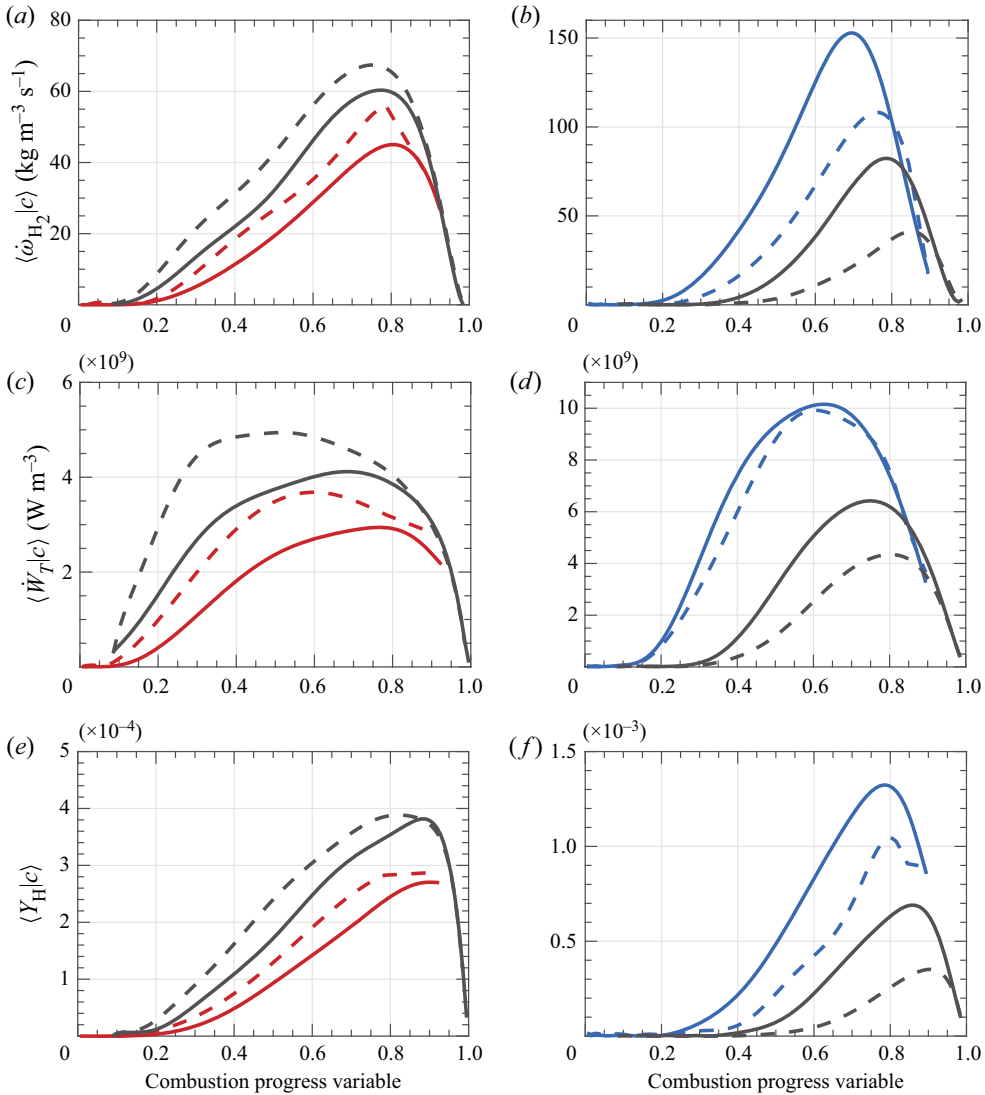 (a) (b)
⟨ω̇_H2|c⟩ (kg m⁻³ s⁻¹)
80
60
40
20
0 0.2 0.4 0.6 0.8 1.0
150
100
50
0 0.2 0.4 0.6 0.8 1.0
(c) (×10⁹) (d) (×10⁹)
⟨Ẇ_T|c⟩ (W m⁻³)
6
4
2
0 0.2 0.4 0.6 0.8 1.0
10
8
6
4
2
0 0.2 0.4 0.6 0.8 1.0
(e) (×10⁻⁴) (f) (×10⁻³)
⟨Y_H|c⟩
5
4
3
2
1
0 0.2 0.4 0.6 0.8 1.0
1.5
1.0
0.5
0 0.2 0.4 0.6 0.8 1.0
Combustion progress variable Combustion progress variable